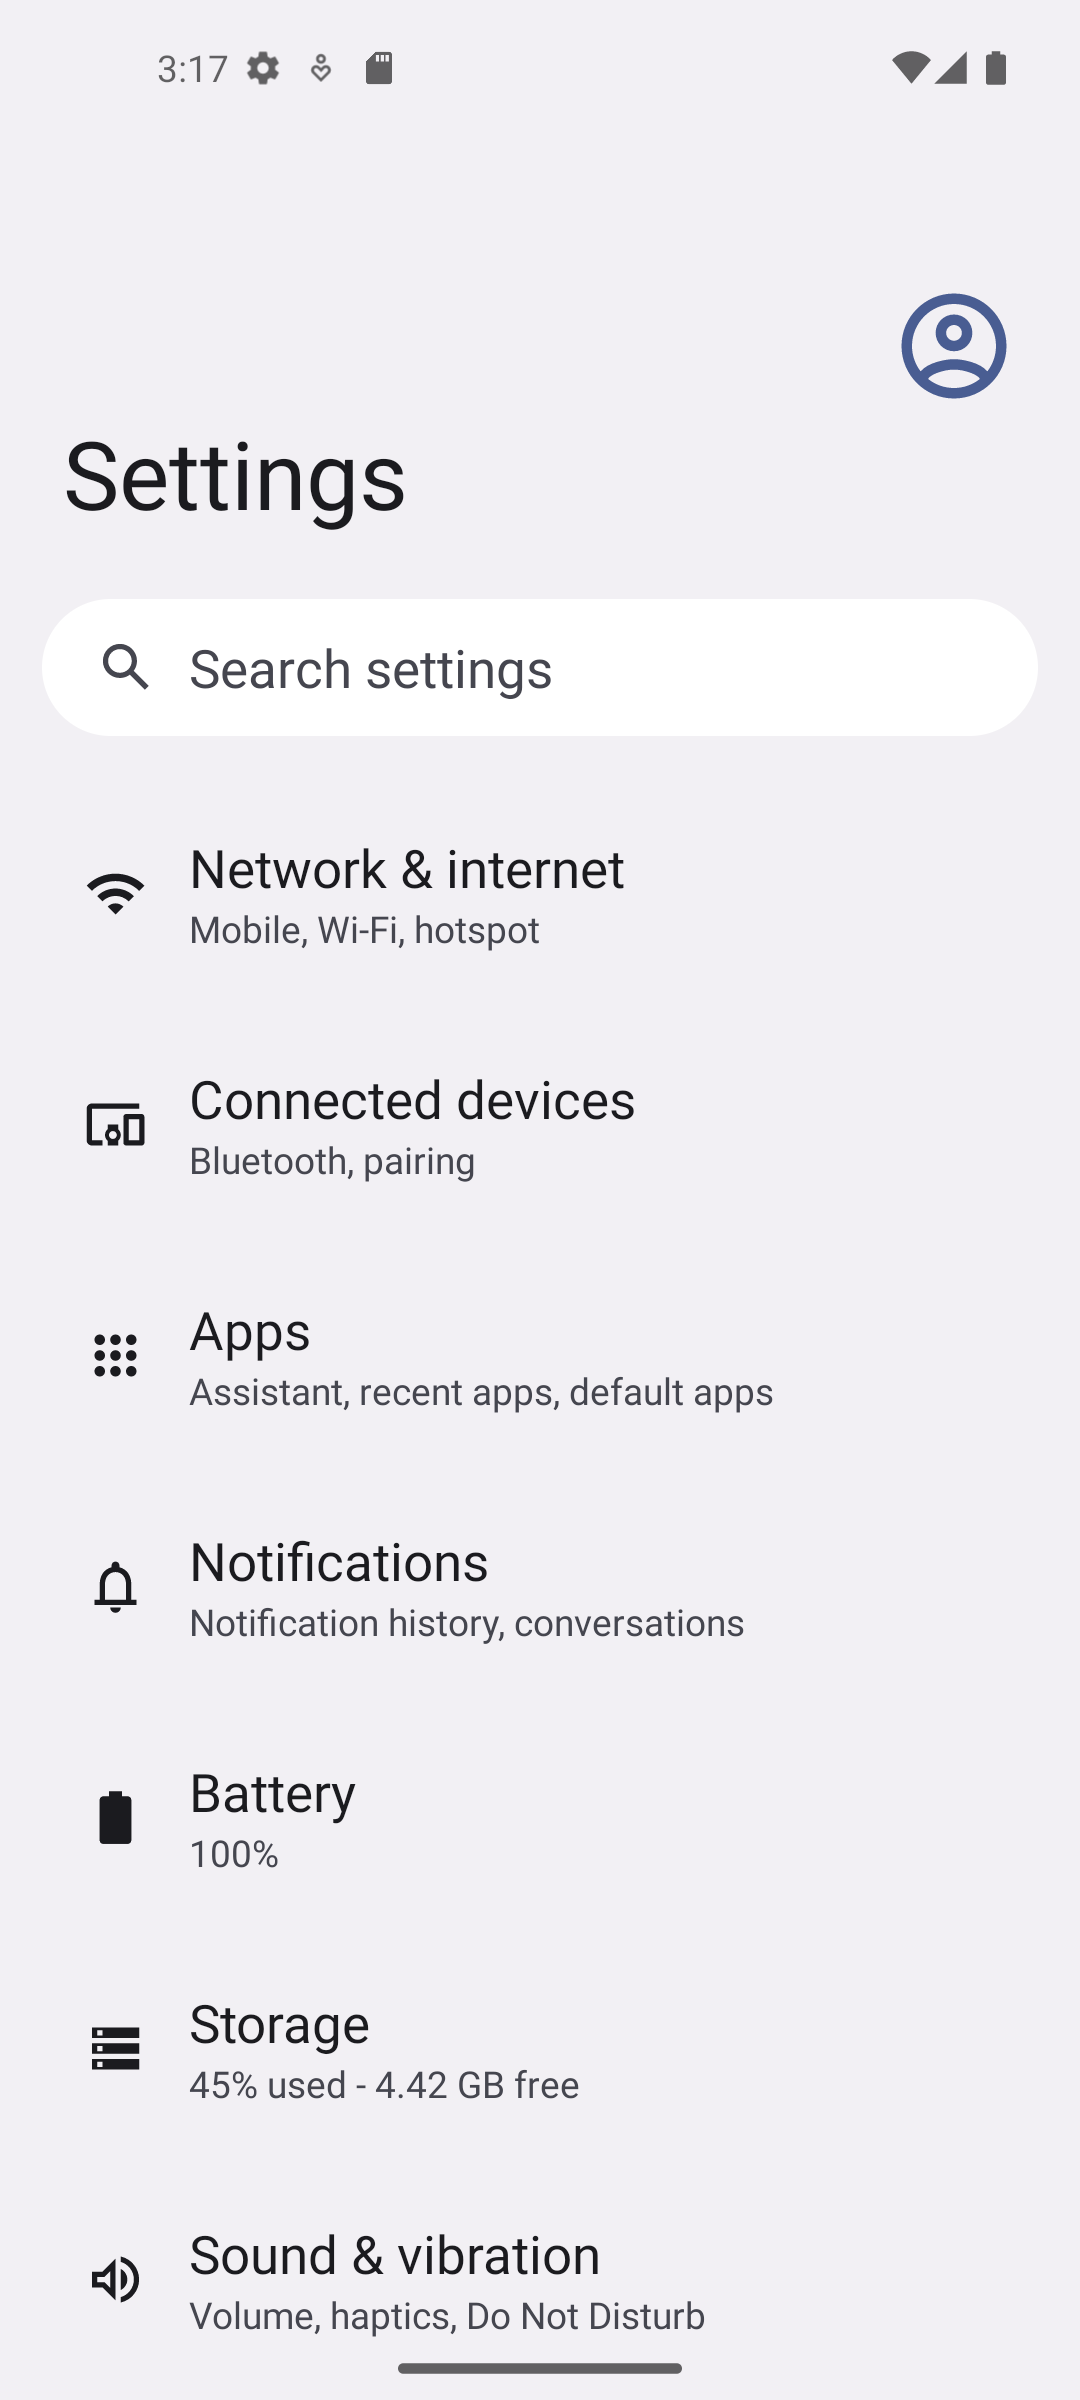 3:17
Settings
Search settings
Network & internet
Mobile, Wi-Fi, hotspot
Connected devices
Bluetooth, pairing
Apps
Assistant, recent apps, default apps
Notifications
Notification history, conversations
Battery
100%
Storage
45% used - 4.42 GB free
Sound & vibration
Volume, haptics, Do Not Disturb